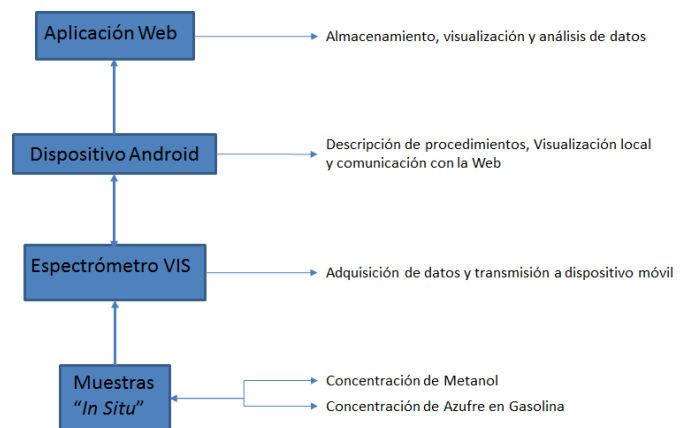 Aplicación Web
Almacenamiento, visualización y análisis de datos
Dispositivo Android
Descripción de procedimientos, Visualización local
y comunicación con la Web
Espectrómetro VIS
Adquisición de datos y transmisión a dispositivo móvil
Muestras
“In Situ”
Concentración de Metanol
Concentración de Azufre en Gasolina